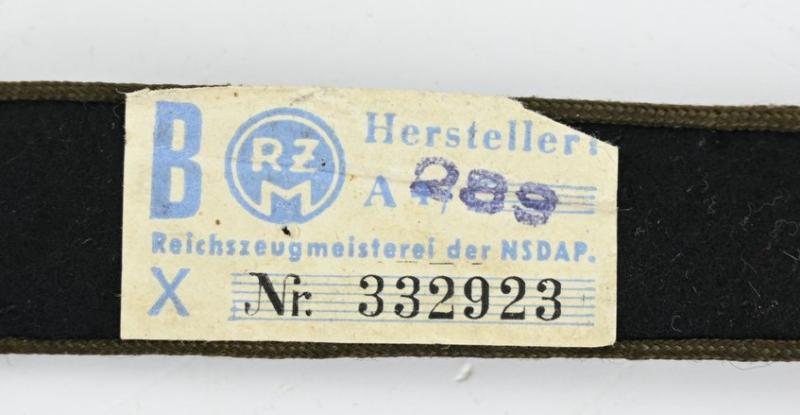 B
RZM
Hersteller:
A 4/ 289
Reichszeugmeisterei der NSDAP.
X Nr. 332923